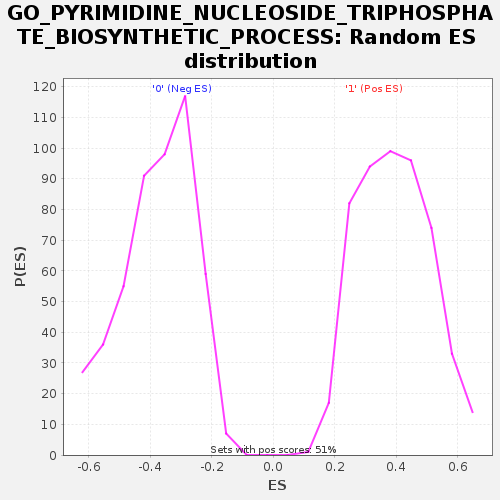 GO_PYRIMIDINE_NUCLEOSIDE_TRIPHOSPHA
TE_BIOSYNTHETIC_PROCESS: Random ES
distribution
'0' (Neg ES)
'1' (Pos ES)
120
110
100
90
80
70
60
50
40
30
20
10
0
P(ES)
Sets with pos scores: 51%
-0.6
-0.4
-0.2
0.0
0.2
0.4
0.6
ES